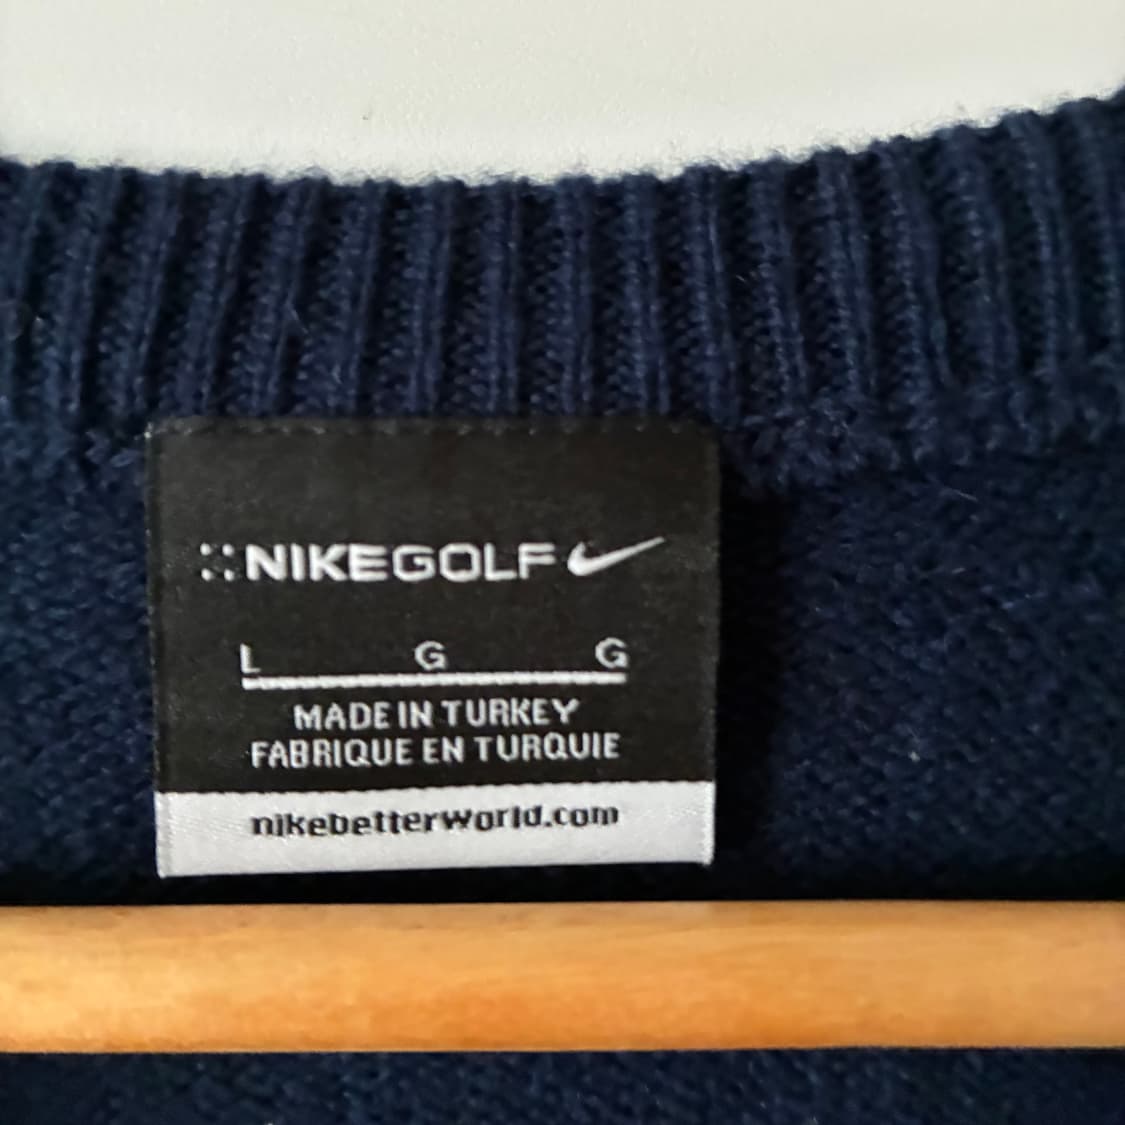 NIKEGOLF
L G G
MADE IN TURKEY
FABRIQUE EN TURQUIE
nikebetterworld.com